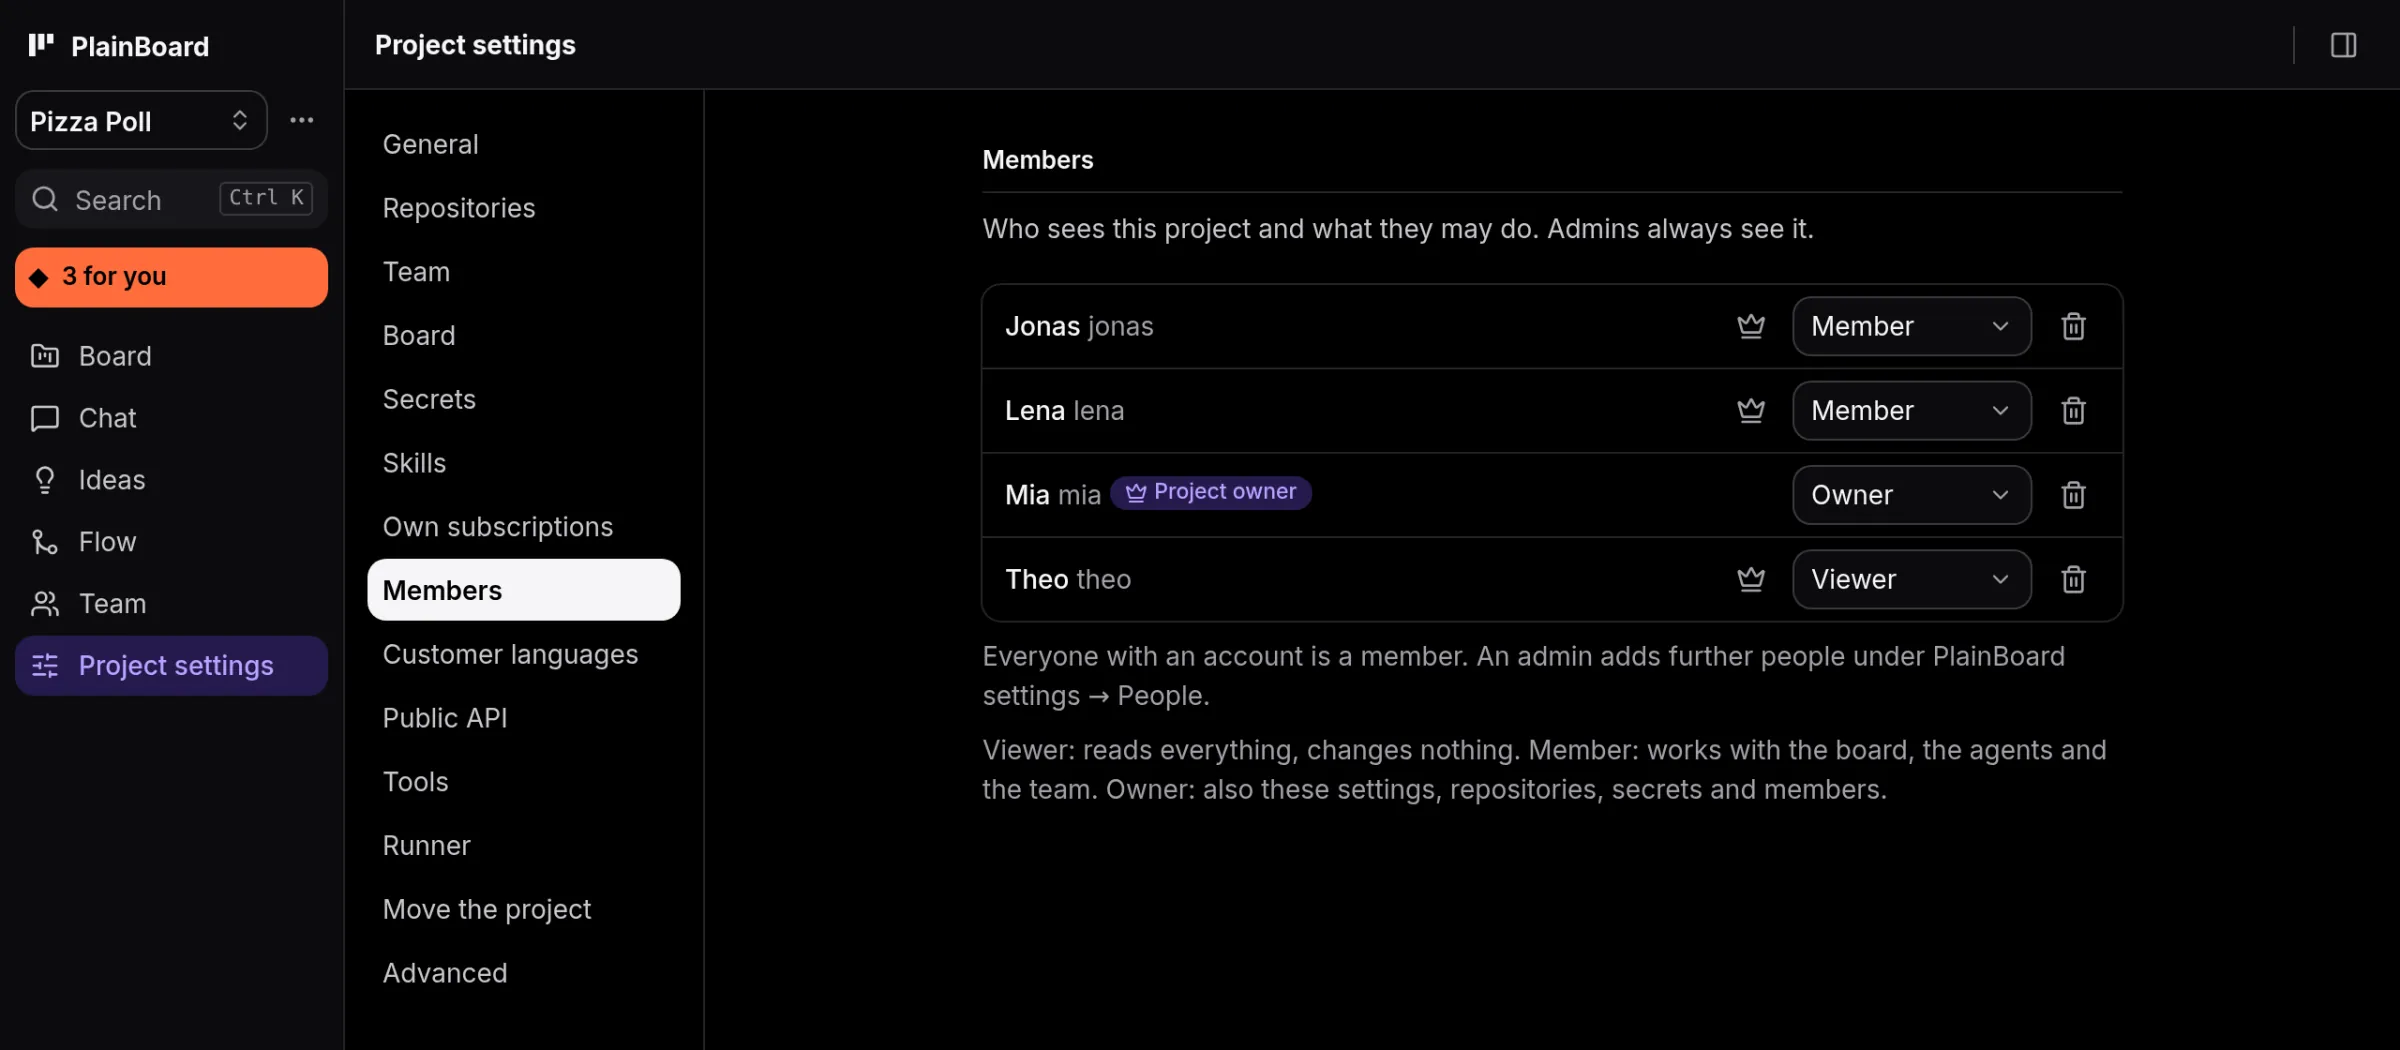 PlainBoard
Pizza Poll
Search Ctrl K
3 for you
Board
Chat
Ideas
Flow
Team
Project settings
Project settings
General
Repositories
Team
Board
Secrets
Skills
Own subscriptions
Members
Customer languages
Public API
Tools
Runner
Move the project
Advanced
Members
Who sees this project and what they may do. Admins always see it.
Jonas jonas Member
Lena lena Member
Mia mia Project owner Owner
Theo theo Viewer
Everyone with an account is a member. An admin adds further people under PlainBoard
settings → People.
Viewer: reads everything, changes nothing. Member: works with the board, the agents and
the team. Owner: also these settings, repositories, secrets and members.